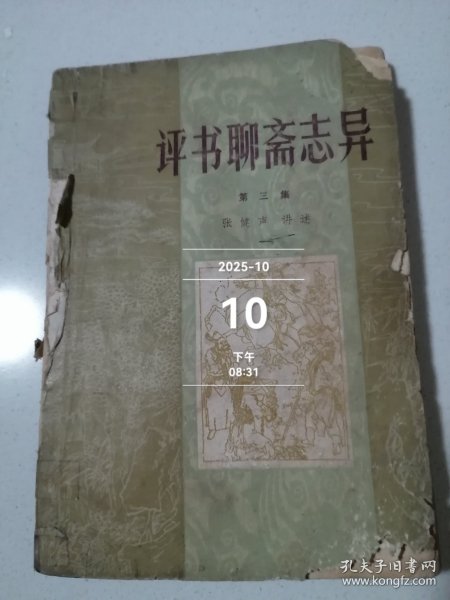 评书聊斋志异
第三集
张健声 讲述
2025-10
10
下午
08:31
孔夫子旧书网
www.kongfz.com